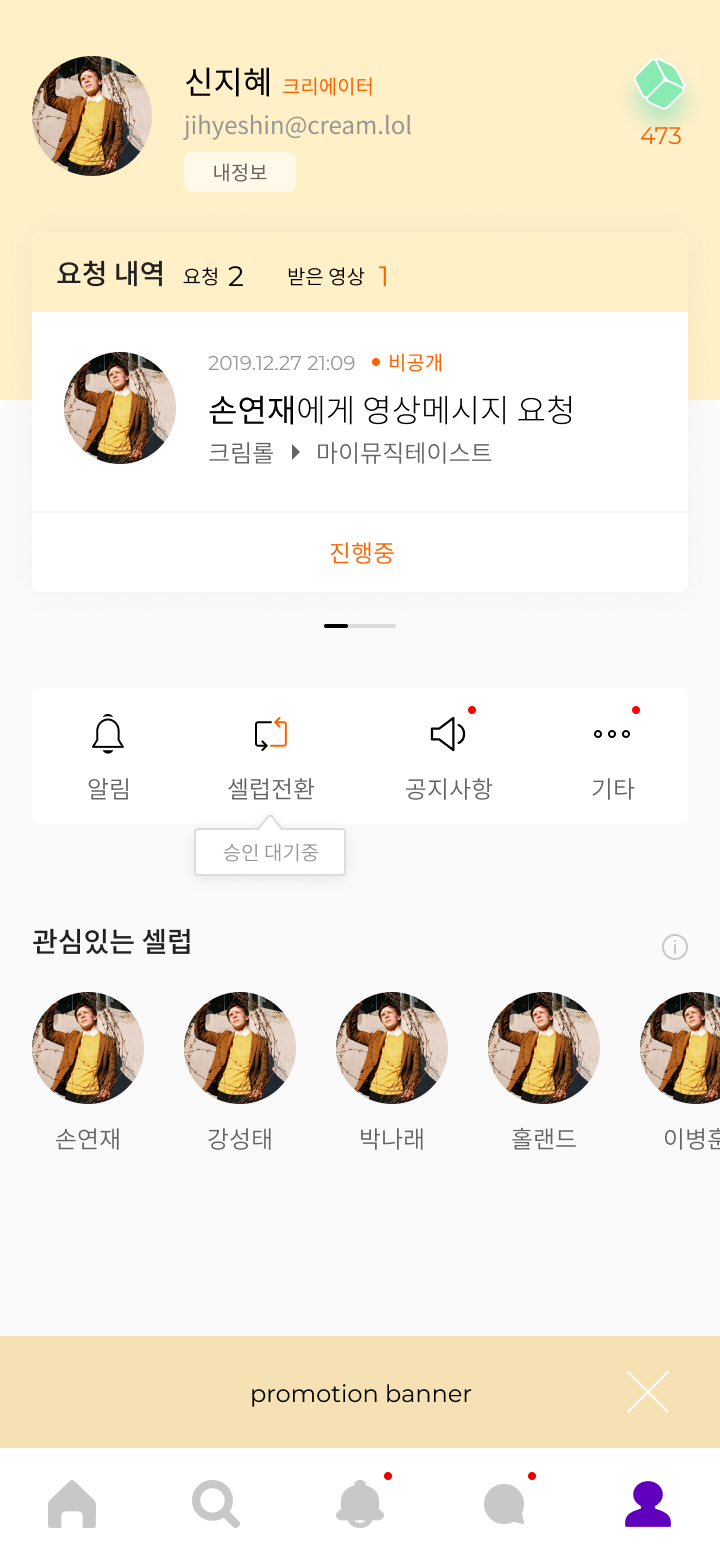 신지혜 크리에이터
jihyeshin@cream.lol
내정보
473
요청 내역 요청 2 받은 영상 1
2019.12.27 21:09 • 비공개
손연재에게 영상메시지 요청
크림롤 ▶ 마이뮤직테이스트
진행중
알림 셀럽전환 공지사항 기타
승인 대기중
관심있는 셀럽
손연재 강성태 박나래 홀랜드 이병훈
promotion banner